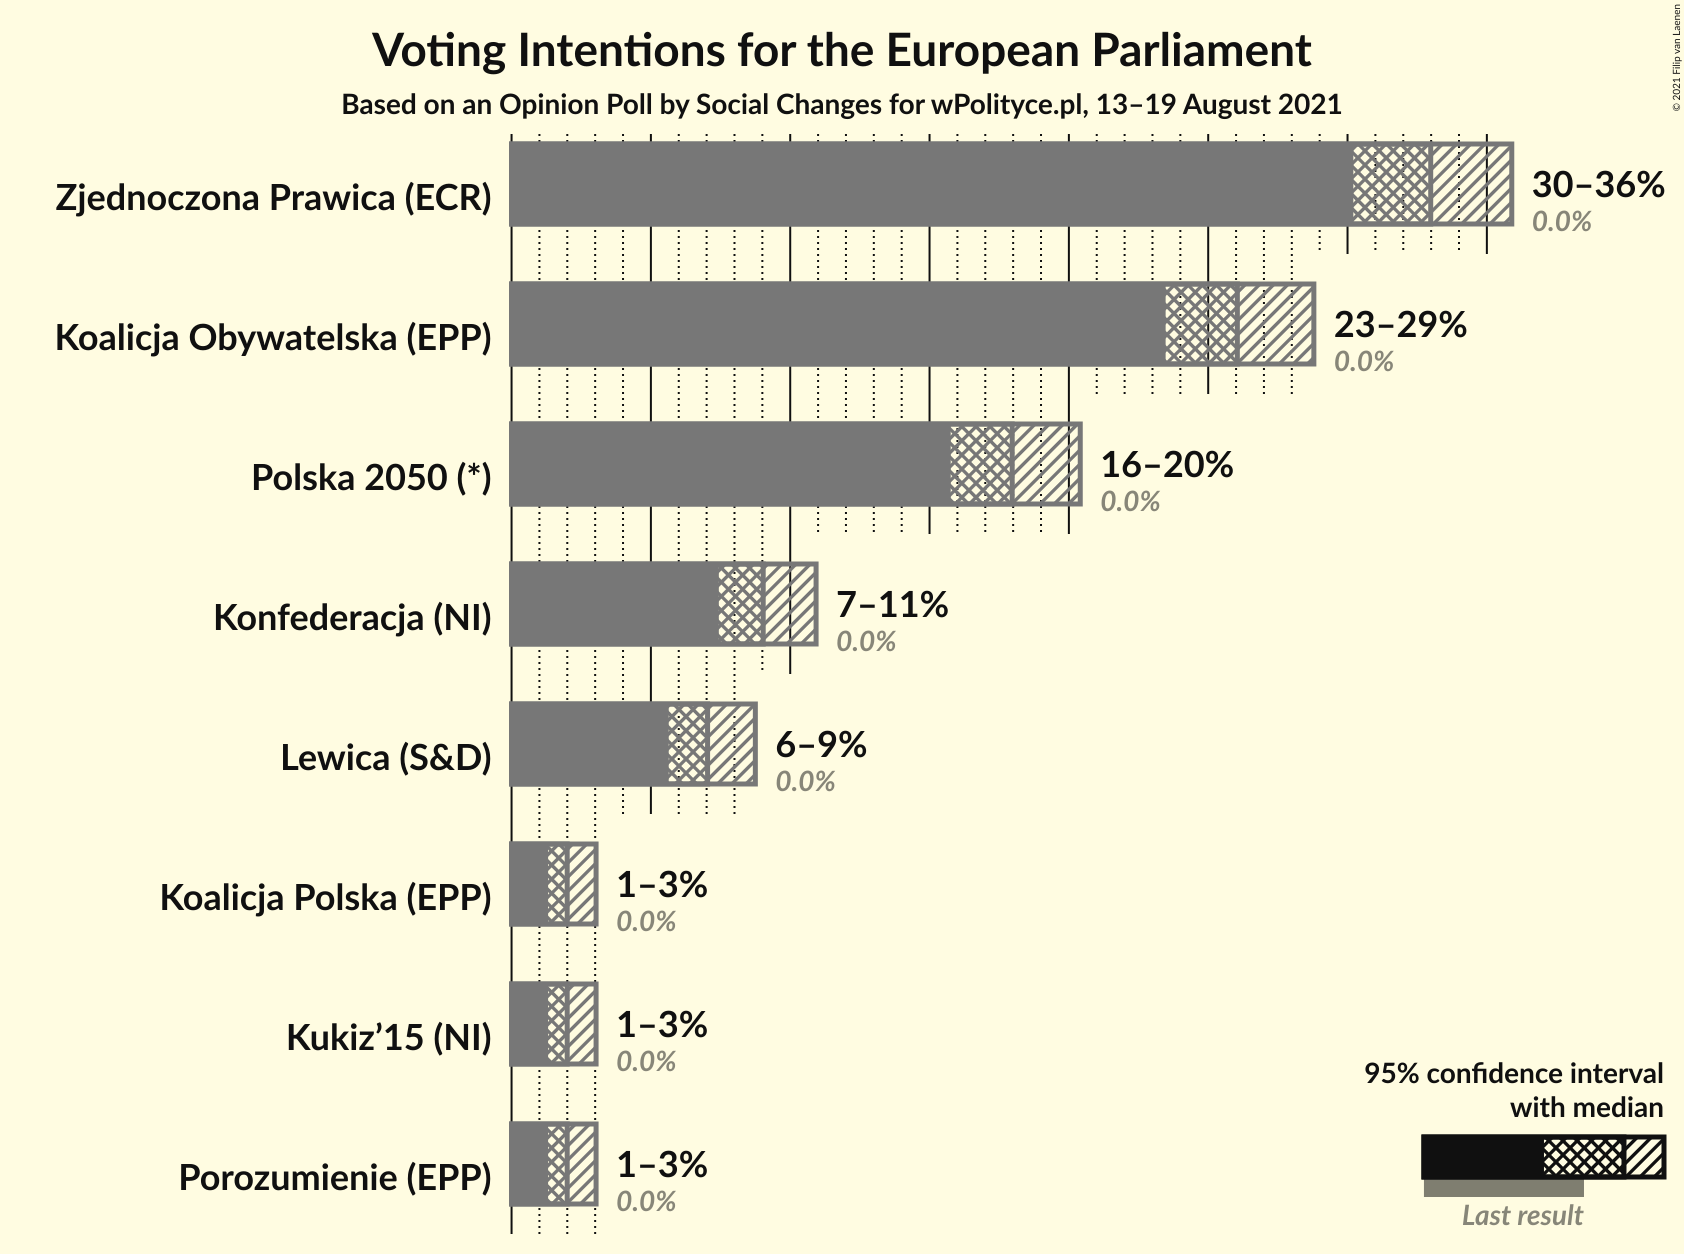 Voting Intentions for the European Parliament
Based on an Opinion Poll by Social Changes for wPolityce.pl, 13–19 August 2021
© 2021 Filip van Laenen
Zjednoczona Prawica (ECR)
30–36%
0.0%
Koalicja Obywatelska (EPP)
23–29%
0.0%
Polska 2050 (*)
16–20%
0.0%
Konfederacja (NI)
7–11%
0.0%
Lewica (S&D)
6–9%
0.0%
Koalicja Polska (EPP)
1–3%
0.0%
Kukiz’15 (NI)
1–3%
0.0%
Porozumienie (EPP)
1–3%
0.0%
95% confidence interval
with median
Last result